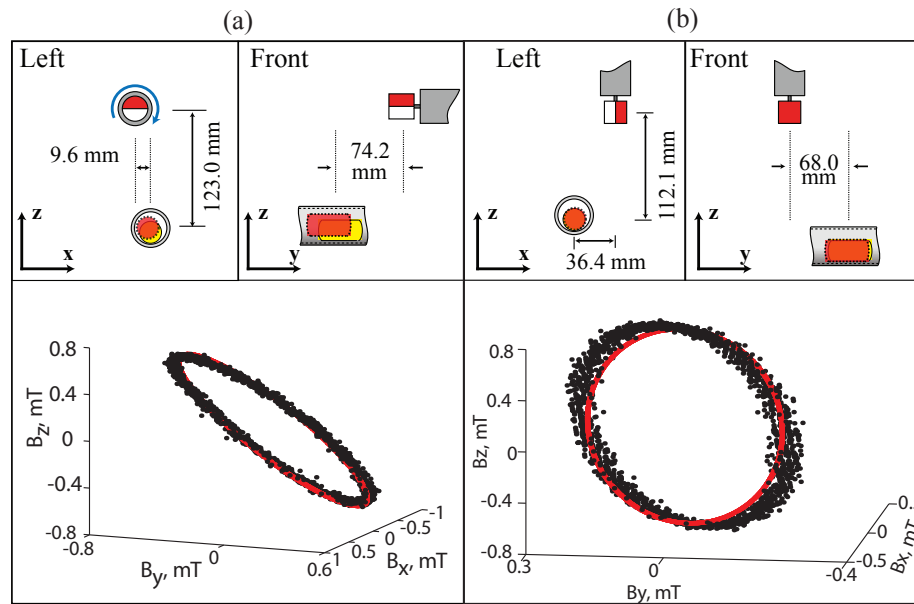 (a)
(b)
Left
9.6 mm
123.0 mm
z
x
Front
74.2
mm
z
y
Left
112.1 mm
36.4 mm
z
x
Front
68.0
mm
z
y
0.8
0.4
0
-0.4
-0.8
Bz, mT
-0.8
0
0.6
By, mT
1
0.5
0
-0.5
-1
Bx, mT
0.8
0.4
0
-0.4
-0.8
Bz, mT
0.3
0
-0.4
By, mT
-0.5
0
Bx, mT